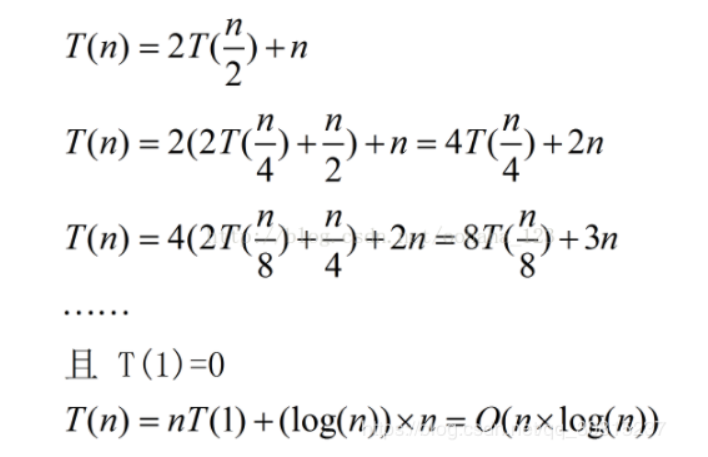 T(n) = 2T(n/2) + n
T(n) = 2(2T(n/4) + n/2) + n = 4T(n/4) + 2n
T(n) = 4(2T(n/8) + n/4) + 2n = 8T(n/8) + 3n
……
且 T(1)=0
T(n) = nT(1) + (log(n))×n = O(n×log(n))